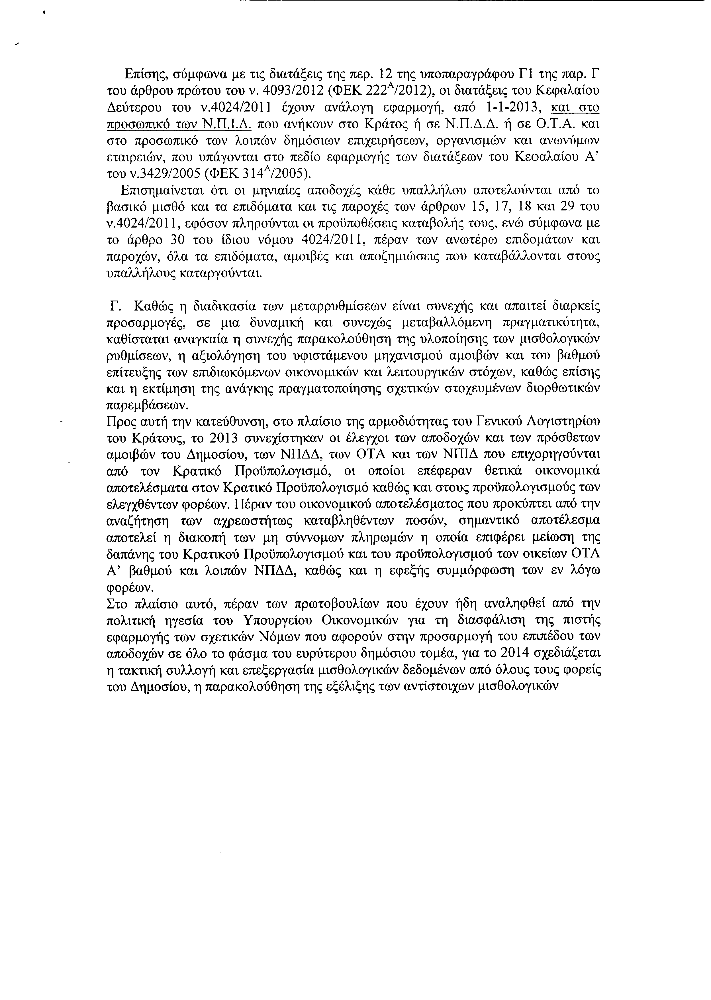 Επίσης, σύμφωνα με τις διατάξεις της περ. 12 της υποπαραγράφου Γ1 της παρ. Γ
του άρθρου πρώτου του ν. 4093/2012 (ΦΕΚ 222Α/2012), οι διατάξεις του Κεφαλαίου
Δεύτερου του ν.4024/2011 έχουν ανάλογη εφαρμογή, από 1-1-2013, και στο
προσωπικό των Ν.Π.Ι.Δ. που ανήκουν στο Κράτος ή σε Ν.Π.Δ.Δ. ή σε Ο.Τ.Α. και
στο προσωπικό των λοιπών δημόσιων επιχειρήσεων, οργανισμών και ανωνύμων
εταιρειών, που υπάγονται στο πεδίο εφαρμογής των διατάξεων του Κεφαλαίου Α’
του ν.3429/2005 (ΦΕΚ 314Α/2005).
Επισημαίνεται ότι οι μηνιαίες αποδοχές κάθε υπαλλήλου αποτελούνται από το
βασικό μισθό και τα επιδόματα και τις παροχές των άρθρων 15, 17, 18 και 29 του
ν.4024/2011, εφόσον πληρούνται οι προϋποθέσεις καταβολής τους, ενώ σύμφωνα με
το άρθρο 30 του ίδιου νόμου 4024/2011, πέραν των ανωτέρω επιδομάτων και
παροχών, όλα τα επιδόματα, αμοιβές και αποζημιώσεις που καταβάλλονται στους
υπαλλήλους καταργούνται.
Γ. Καθώς η διαδικασία των μεταρρυθμίσεων είναι συνεχής και απαιτεί διαρκείς
προσαρμογές, σε μια δυναμική και συνεχώς μεταβαλλόμενη πραγματικότητα,
καθίσταται αναγκαία η συνεχής παρακολούθηση της υλοποίησης των μισθολογικών
ρυθμίσεων, η αξιολόγηση του υφιστάμενου μηχανισμού αμοιβών και του βαθμού
επίτευξης των επιδιωκόμενων οικονομικών και λειτουργικών στόχων, καθώς επίσης
και η εκτίμηση της ανάγκης πραγματοποίησης σχετικών στοχευμένων διορθωτικών
παρεμβάσεων.
Προς αυτή την κατεύθυνση, στο πλαίσιο της αρμοδιότητας του Γενικού Λογιστηρίου
του Κράτους, το 2013 συνεχίστηκαν οι έλεγχοι των αποδοχών και των πρόσθετων
αμοιβών του Δημοσίου, των ΝΠΔΔ, των ΟΤΑ και των ΝΠΙΔ που επιχορηγούνται
από τον Κρατικό Προϋπολογισμό, οι οποίοι επέφεραν θετικά οικονομικά
αποτελέσματα στον Κρατικό Προϋπολογισμό καθώς και στους προϋπολογισμούς των
ελεγχθέντων φορέων. Πέραν του οικονομικού αποτελέσματος που προκύπτει από την
αναζήτηση των αχρεωστήτως καταβληθέντων ποσών, σημαντικό αποτέλεσμα
αποτελεί η διακοπή των μη σύννομων πληρωμών η οποία επιφέρει μείωση της
δαπάνης του Κρατικού Προϋπολογισμού και του προϋπολογισμού των οικείων ΟΤΑ
Α’ βαθμού και λοιπών ΝΠΔΔ, καθώς και η εφεξής συμμόρφωση των εν λόγω
φορέων.
Στο πλαίσιο αυτό, πέραν των πρωτοβουλίων που έχουν ήδη αναληφθεί από την
πολιτική ηγεσία του Υπουργείου Οικονομικών για τη διασφάλιση της πιστής
εφαρμογής των σχετικών Νόμων που αφορούν στην προσαρμογή του επιπέδου των
αποδοχών σε όλο το φάσμα του ευρύτερου δημόσιου τομέα, για το 2014 σχεδιάζεται
η τακτική συλλογή και επεξεργασία μισθολογικών δεδομένων από όλους τους φορείς
του Δημοσίου, η παρακολούθηση της εξέλιξης των αντίστοιχων μισθολογικών